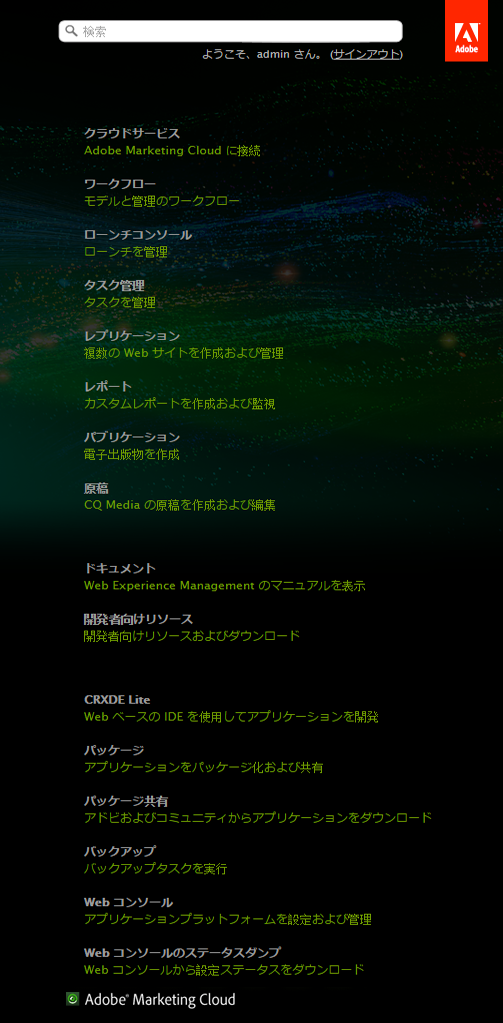 検索
Adobe
ようこそ、admin さん。 (サインアウト)
クラウドサービス
Adobe Marketing Cloud に接続
ワークフロー
モデルと管理のワークフロー
ローンチコンソール
ローンチを管理
タスク管理
タスクを管理
レプリケーション
複数の Web サイトを作成および管理
レポート
カスタムレポートを作成および監視
パブリケーション
電子出版物を作成
原稿
CQ Media の原稿を作成および編集
ドキュメント
Web Experience Management のマニュアルを表示
開発者向けリソース
開発者向けリソースおよびダウンロード
CRXDE Lite
Web ベースの IDE を使用してアプリケーションを開発
パッケージ
アプリケーションをパッケージ化および共有
パッケージ共有
アドビおよびコミュニティからアプリケーションをダウンロード
バックアップ
バックアップタスクを実行
Web コンソール
アプリケーションプラットフォームを設定および管理
Web コンソールのステータスダンプ
Web コンソールから設定ステータスをダウンロード
Adobe® Marketing Cloud